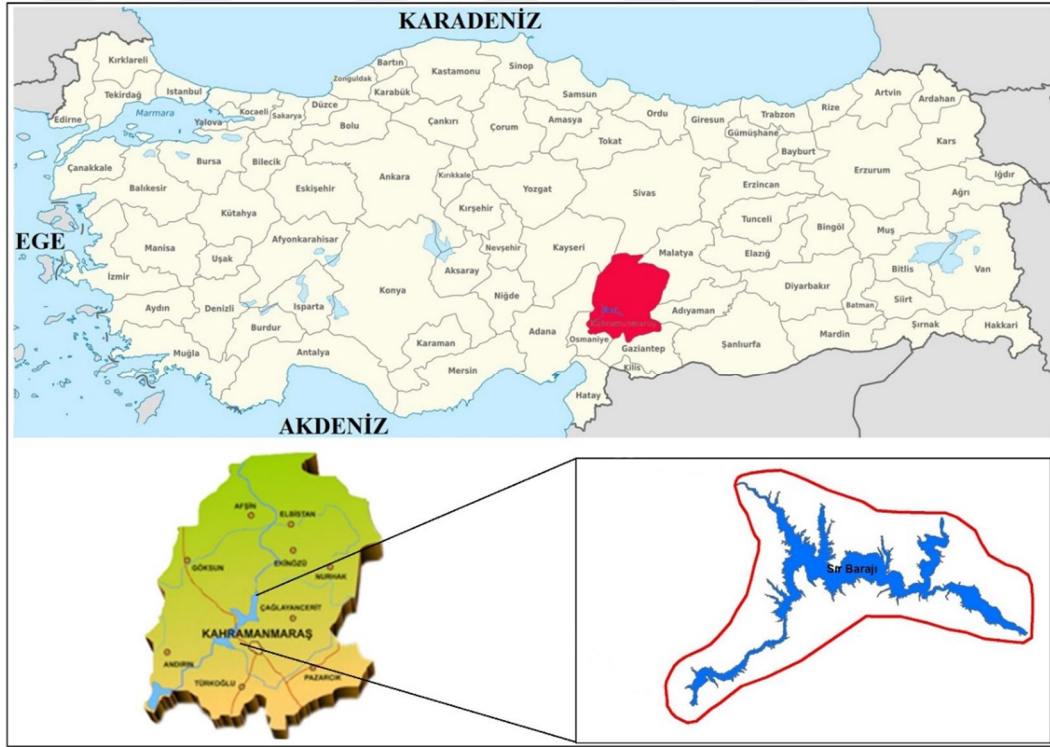 KARADENİZ
Kırklareli
Edirne
Tekirdağ
Istanbul
Marmara
Yalova
Kocaeli
Sakarya
Düzce
Zonguldak
Bartın
Karabük
Kastamonu
Sinop
Samsun
Bolu
Çankırı
Çorum
Amasya
Tokat
Ordu
Giresun
Trabzon
Gümüşhane
Bayburt
Rize
Artvin
Ardahan
Kars
Iğdır
Ağrı
Erzurum
Erzincan
Çanakkale
Balıkesir
Bursa
Bilecik
Eskişehir
Ankara
Kırıkkale
Kırşehir
Yozgat
Sivas
Tunceli
Bingöl
Muş
Bitlis
Van
Kütahya
Manisa
Uşak
Afyonkarahisar
Nevşehir
Kayseri
Malatya
Elazığ
EGE
İzmir
Aydın
Denizli
Isparta
Burdur
Konya
Aksaray
Niğde
Adana
Kahramanmaraş
Adıyaman
Diyarbakır
Batman
Siirt
Şırnak
Hakkari
Mardin
Şanlıurfa
Osmaniye
Gaziantep
Kilis
Hatay
Muğla
Antalya
Karaman
Mersin
AKDENİZ
AFŞİN
ELBİSTAN
EKİNÖZÜ
GÖKSUN
NURHAK
ÇAĞLAYANCERİT
KAHRAMANMARAŞ
ANDIRIN
TÜRKOĞLU
PAZARCIK
Sır Barajı